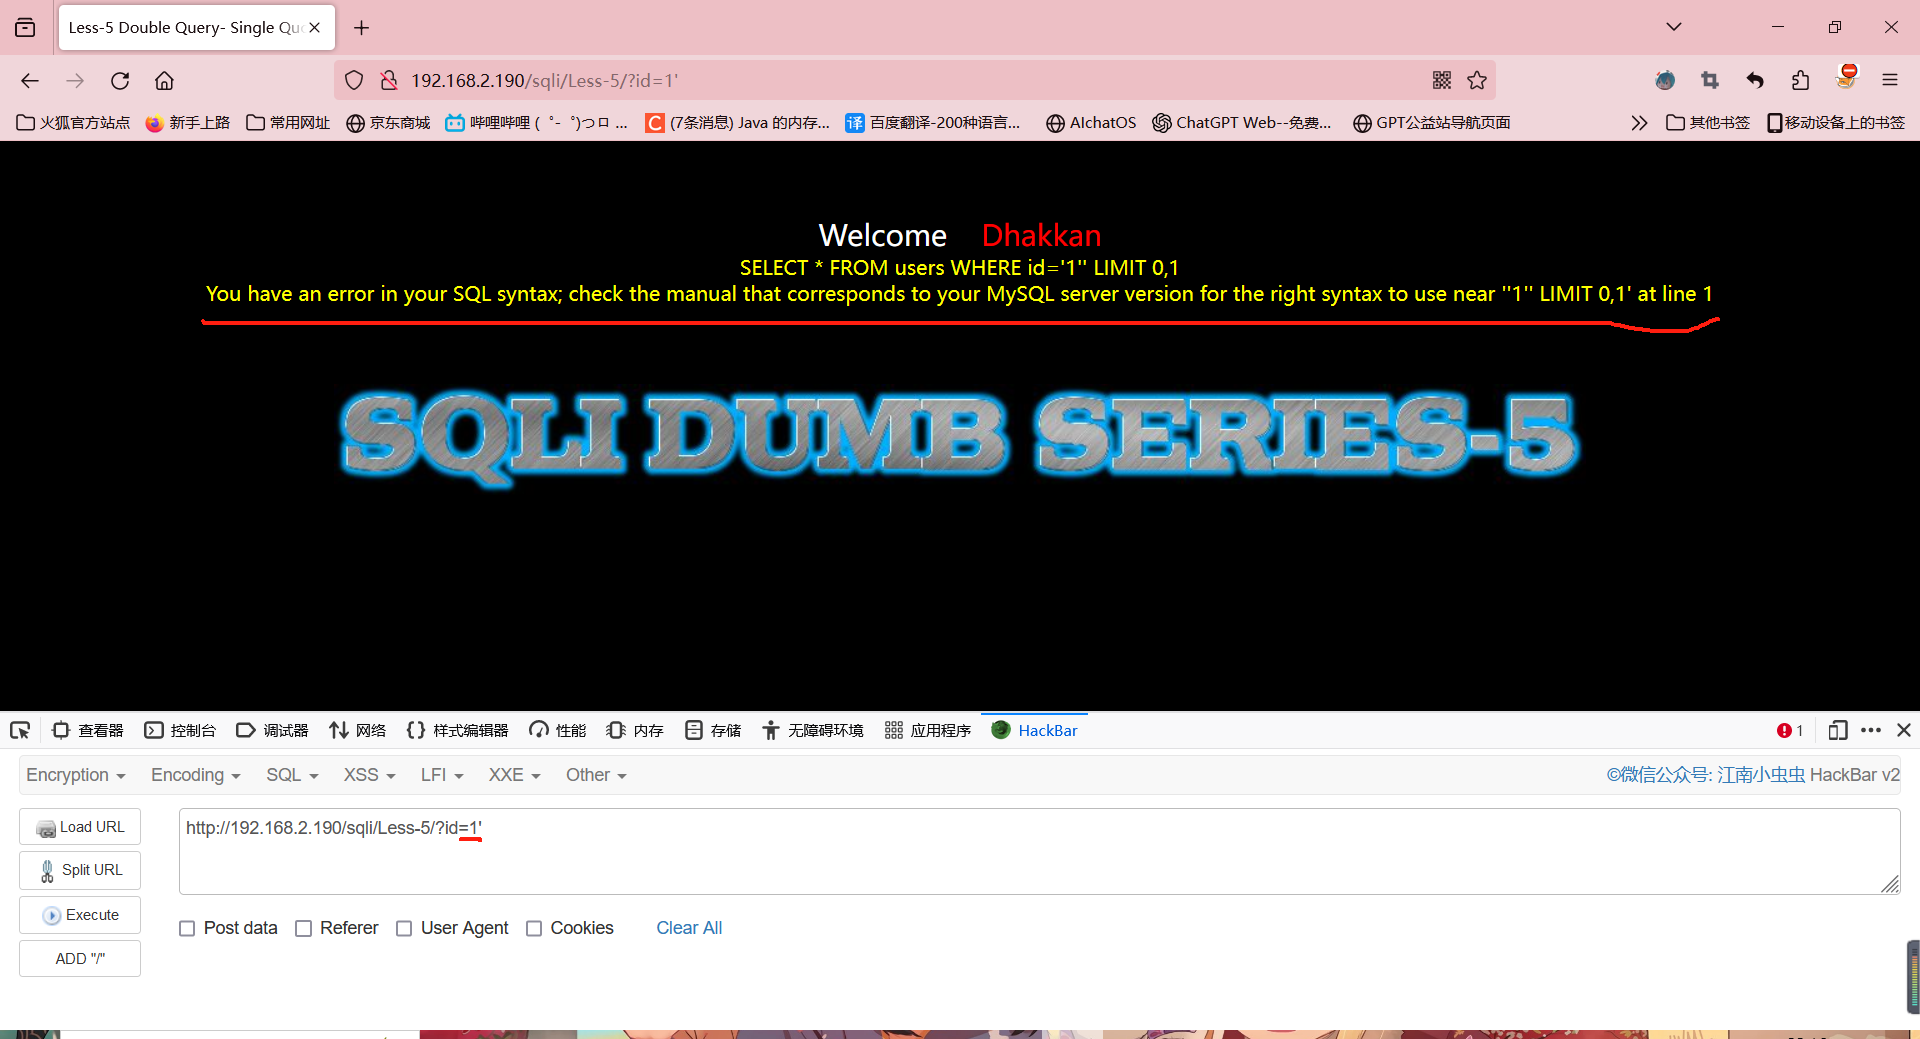 Less-5 Double Query- Single Quo
192.168.2.190/sqli/Less-5/?id=1'
火狐官方站点 新手上路 常用网址 京东商城 哔哩哔哩 ( ゜- ゜)つロ ... (7条消息) Java 的内存... 百度翻译-200种语言... AIchatOS ChatGPT Web--免费... GPT公益站导航页面 其他书签 移动设备上的书签
Welcome Dhakkan
SELECT * FROM users WHERE id='1'' LIMIT 0,1
You have an error in your SQL syntax; check the manual that corresponds to your MySQL server version for the right syntax to use near ''1'' LIMIT 0,1' at line 1
SQLI DUMB SERIES-5
查看器 控制台 调试器 网络 {} 样式编辑器 性能 内存 存储 无障碍环境 应用程序 HackBar 1
Encryption Encoding SQL XSS LFI XXE Other ©微信公众号: 江南小虫虫 HackBar v2
Load URL http://192.168.2.190/sqli/Less-5/?id=1'
Split URL
Execute
Post data Referer User Agent Cookies Clear All
ADD "/"